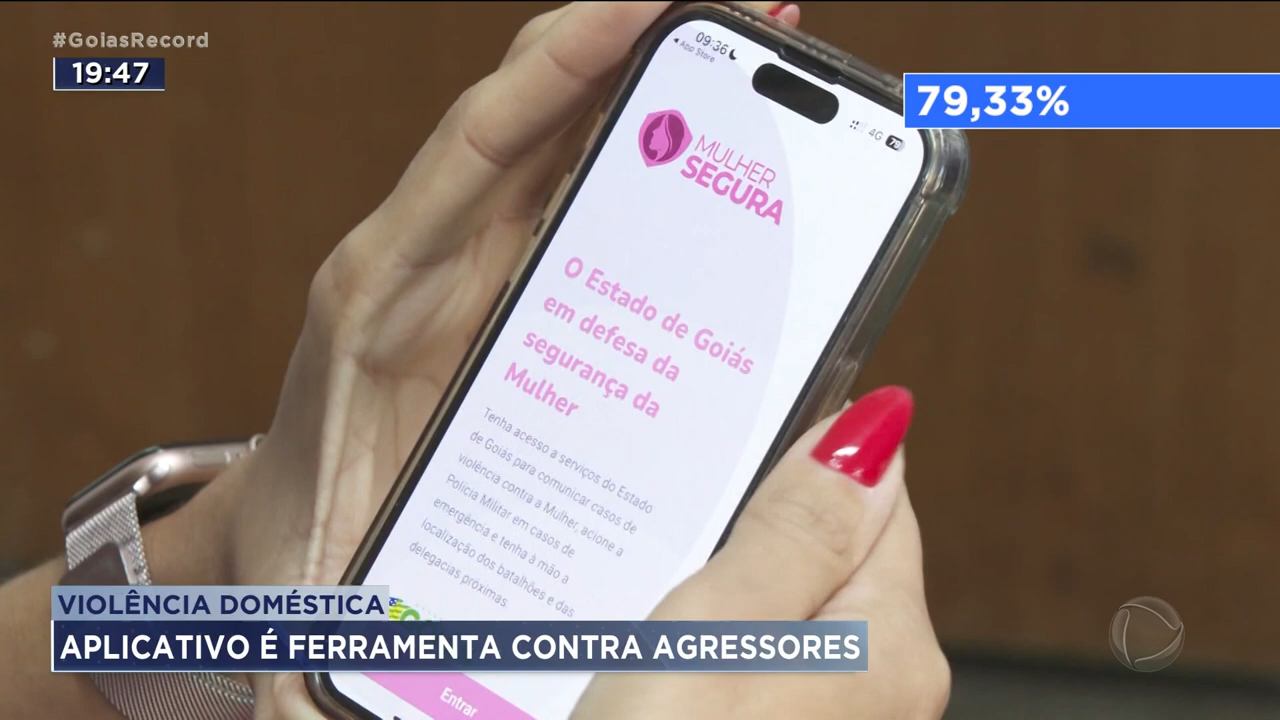 #GoiasRecord
19:47
79,33%
09:36
App Store
4G
79
MULHER
SEGURA
O Estado de Goiás
em defesa da
segurança da
Mulher
Tenha acesso a serviços do Estado
de Goiás para comunicar casos de
violência contra a Mulher, acione a
Polícia Militar em casos de
emergência e tenha à mão a
localização dos batalhões e das
delegacias próximas
VIOLÊNCIA DOMÉSTICA
APLICATIVO É FERRAMENTA CONTRA AGRESSORES
Entrar